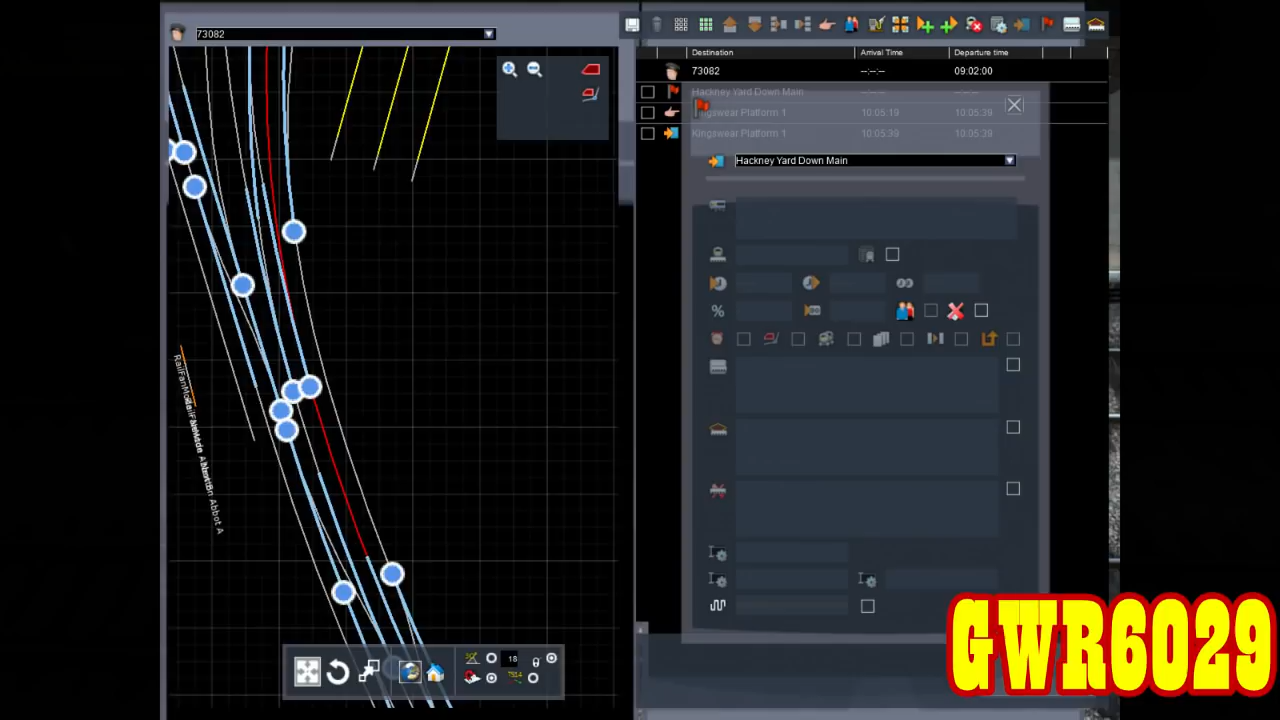 73082
Destination Arrival Time Departure time
73082 --:--:-- 09:02:00
Hackney Yard Down Main --:--:-- --:--:--
Kingswear Platform 1 10:05:19 10:05:39
Kingswear Platform 1 10:05:39 10:05:39
Hackney Yard Down Main
%
18
GWR6029